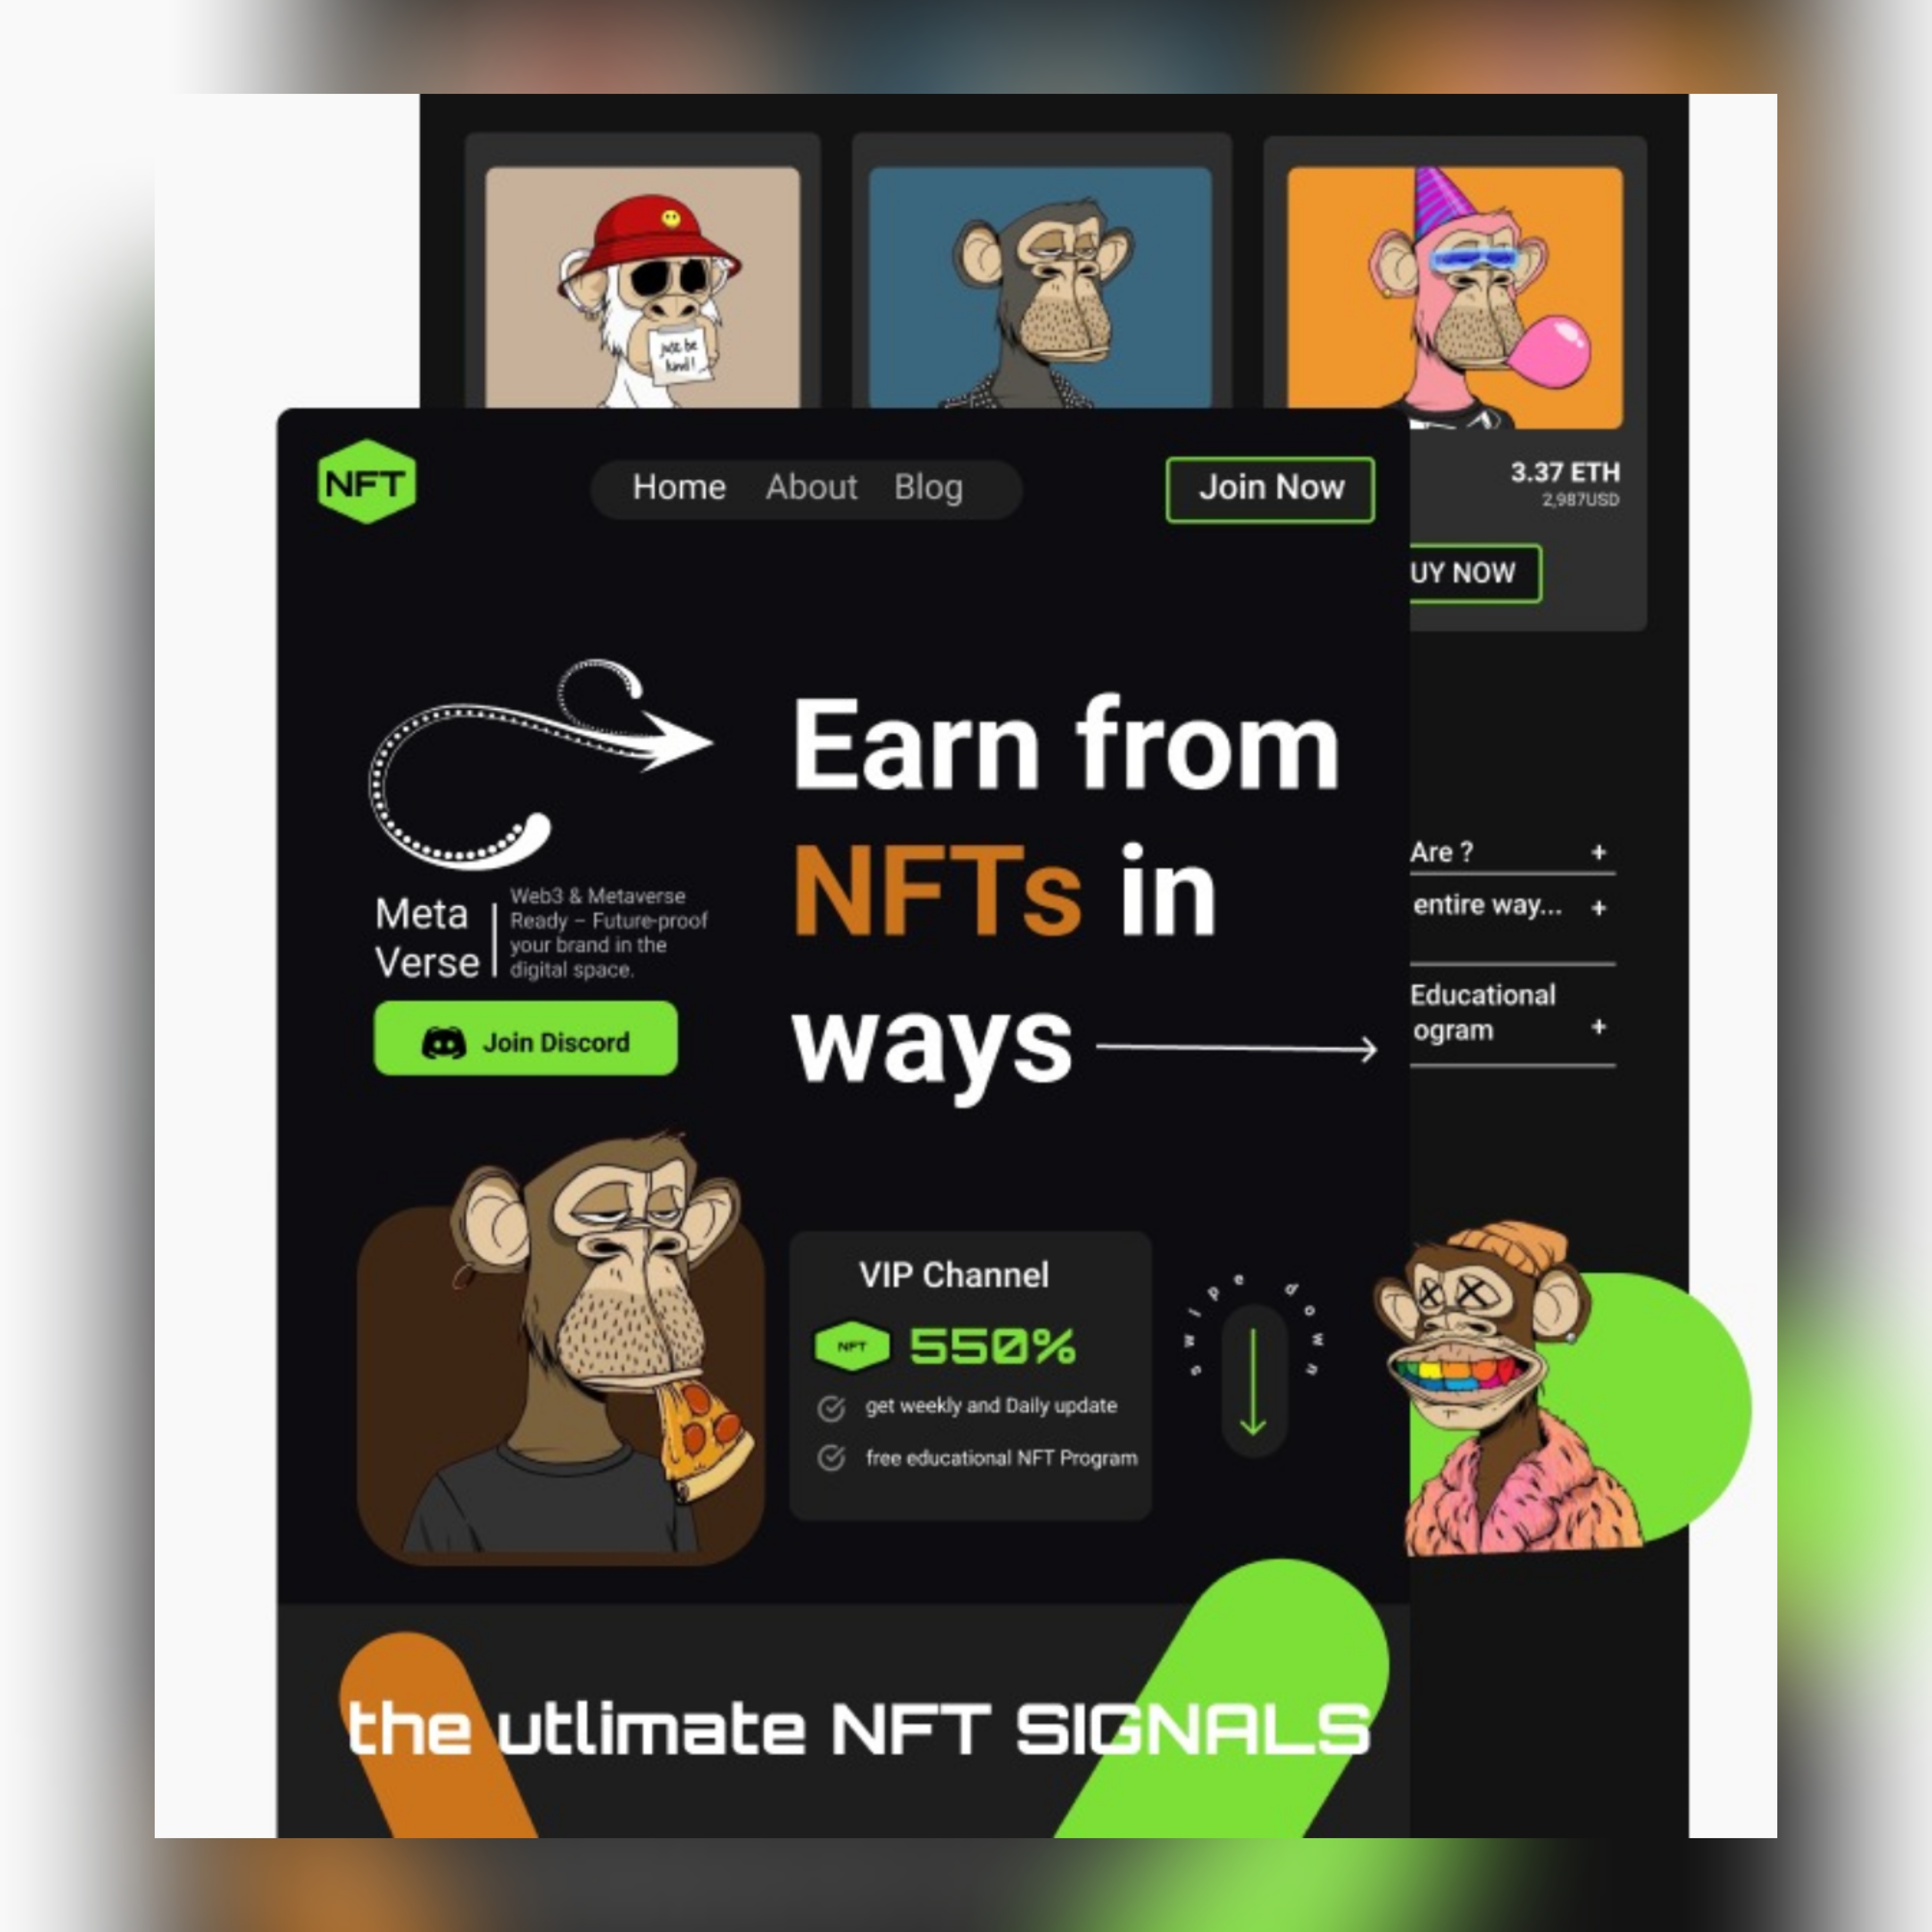 just be
kind!
NFT
Home About Blog
Join Now
3.37 ETH
2,987USD
UY NOW
Earn from
NFTs in
ways
Meta
Verse
Web3 & Metaverse
Ready – Future-proof
your brand in the
digital space.
Join Discord
Are ?
+
entire way...
+
Educational
ogram
+
VIP Channel
NFT
550%
get weekly and Daily update
free educational NFT Program
swipe down
the utlimate NFT SIGNALS